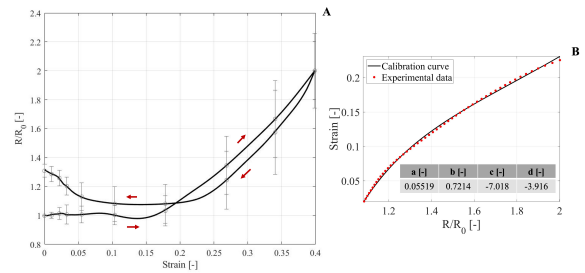 A
2.4
2.2
2
1.8
1.6
1.4
1.2
1
0.8
R/R0 [-]
0 0.05 0.1 0.15 0.2 0.25 0.3 0.35 0.4
Strain [-]
B
Calibration curve
Experimental data
0.2
0.15
0.1
0.05
Strain [-]
a [-] b [-] c [-] d [-]
0.05519 0.7214 -7.018 -3.916
1.2 1.4 1.6 1.8 2
R/R0 [-]